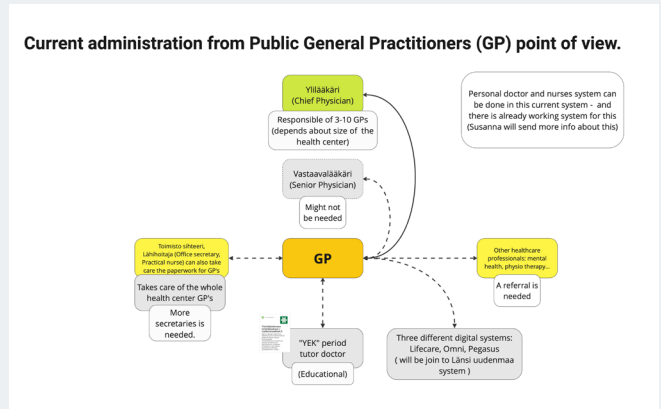 Current administration from Public General Practitioners (GP) point of view.
Ylilääkäri
(Chief Physician)
Responsible of 3-10 GPs
(depends about size of the
health center)
Personal doctor and nurses system can
be done in this current system - and
there is already working system for this
(Susanna will send more info about this)
Vastaavalääkäri
(Senior Physician)
Might not
be needed
Toimisto sihteeri,
Lähihoitaja (Office secretary,
Practical nurse) can also take
care the paperwork for GP's
Takes care of the whole
health center GP's
More
secretaries is
needed.
GP
Other healthcare
professionals: mental
health, physio therapy...
A referral is
needed
"YEK" period
tutor doctor
(Educational)
Three different digital systems:
Lifecare, Omni, Pegasus
( will be join to Länsi uudenmaa
system )